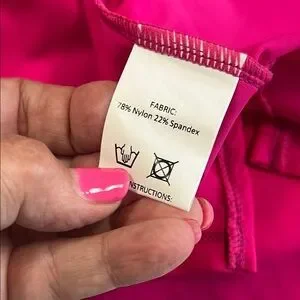 FABRIC:
78% Nylon 22% Spandex
INSTRUCTIONS: